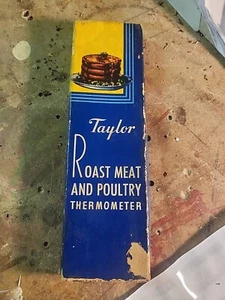 Taylor
ROAST MEAT
AND POULTRY
THERMOMETER